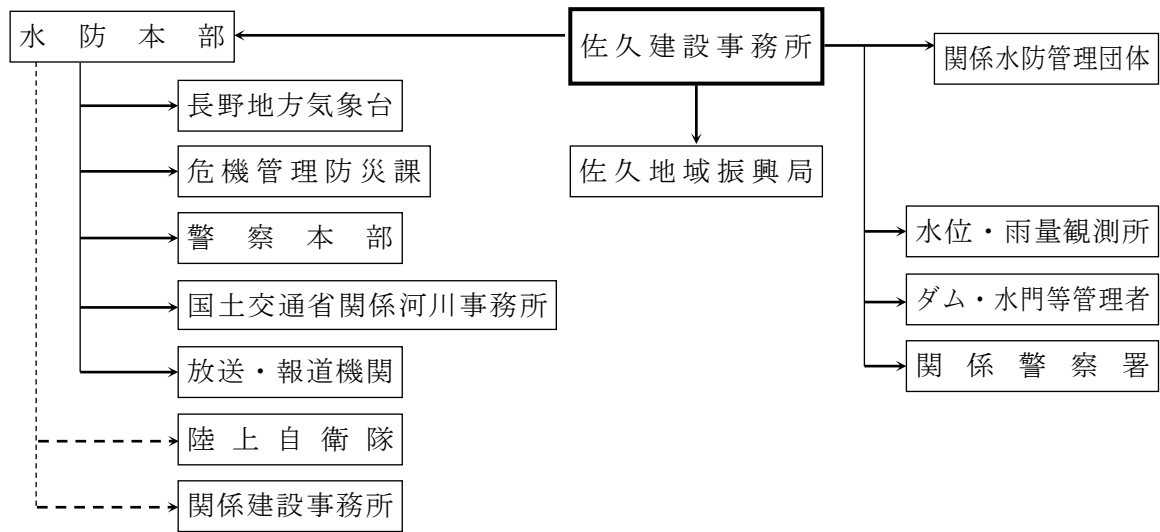 水防本部
佐久建設事務所
関係水防管理団体
長野地方気象台
危機管理防災課
佐久地域振興局
警察本部
水位・雨量観測所
国土交通省関係河川事務所
ダム・水門等管理者
放送・報道機関
関係警察署
陸上自衛隊
関係建設事務所